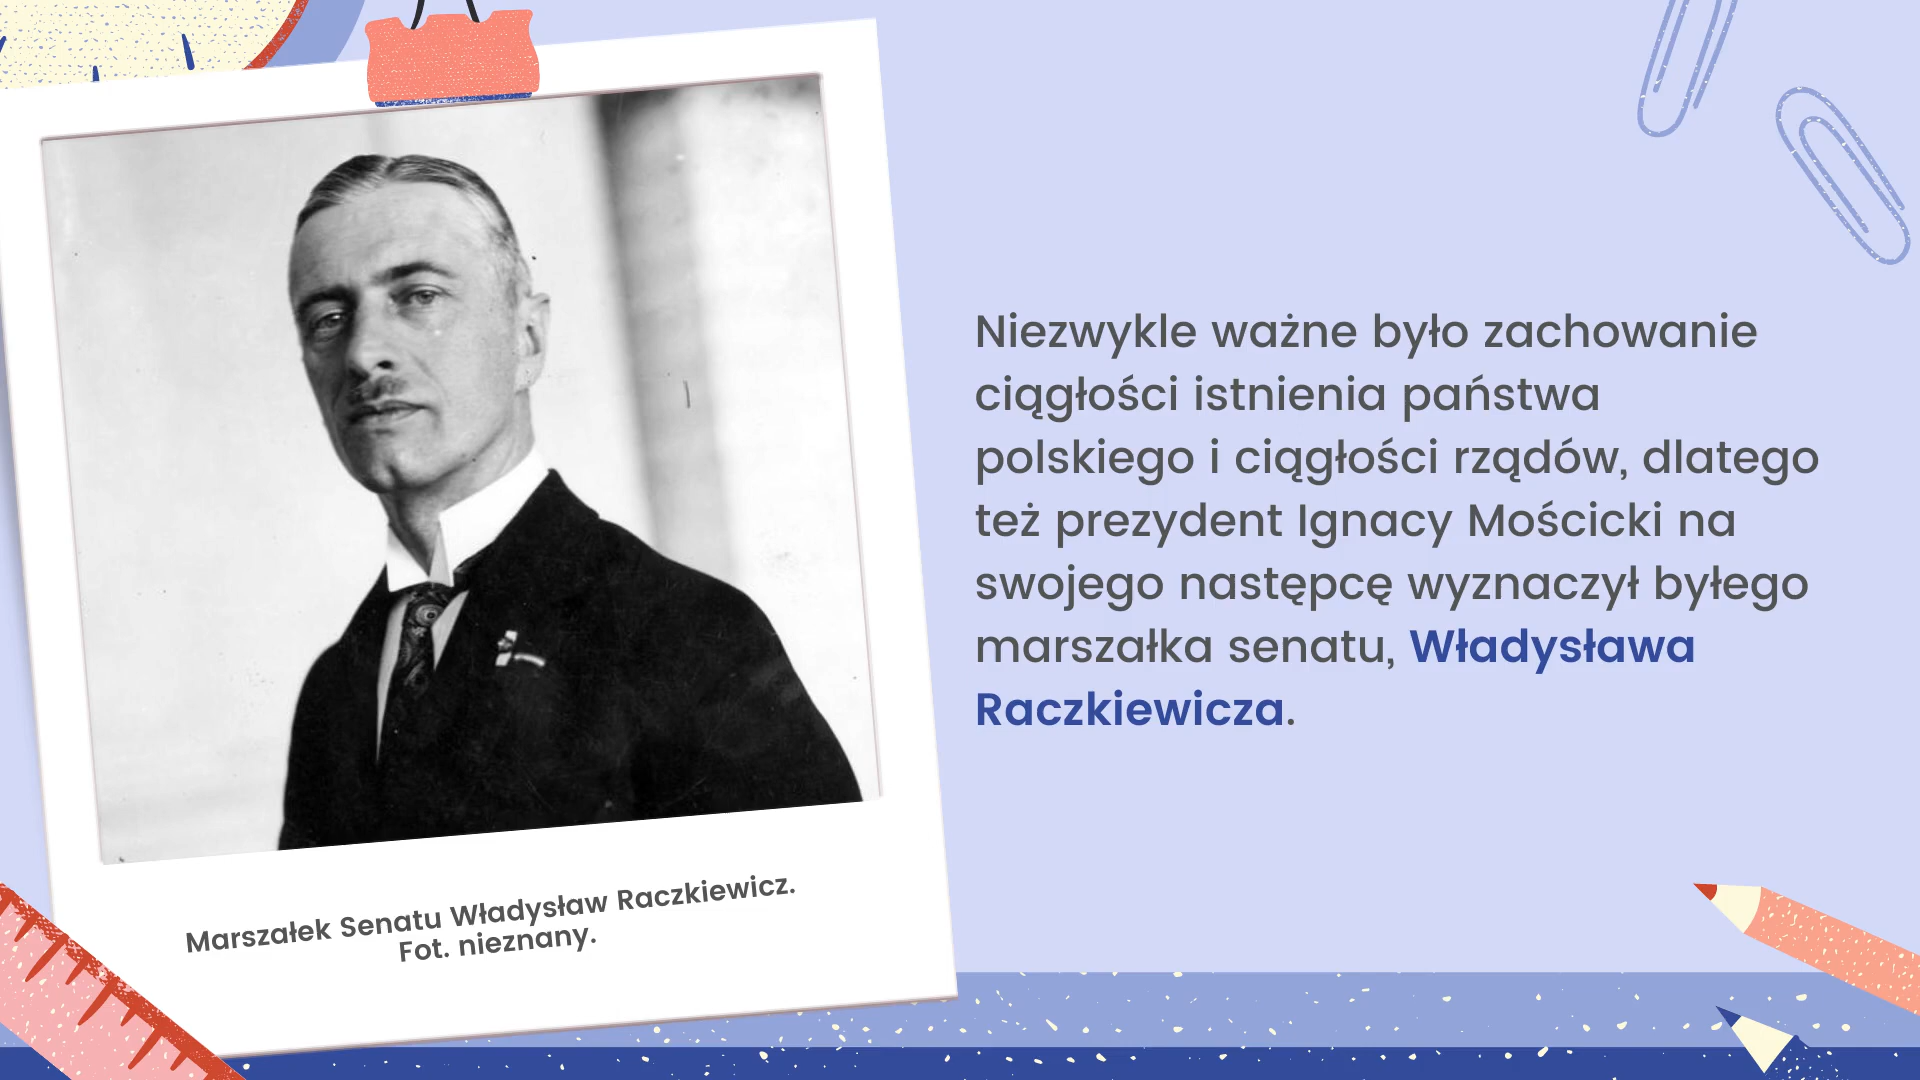 Niezwykle ważne było zachowanie
ciągłości istnienia państwa
polskiego i ciągłości rządów, dlatego
też prezydent Ignacy Mościcki na
swojego następcę wyznaczył byłego
marszałka senatu, Władysława
Raczkiewicza.
Marszałek Senatu Władysław Raczkiewicz.
Fot. nieznany.